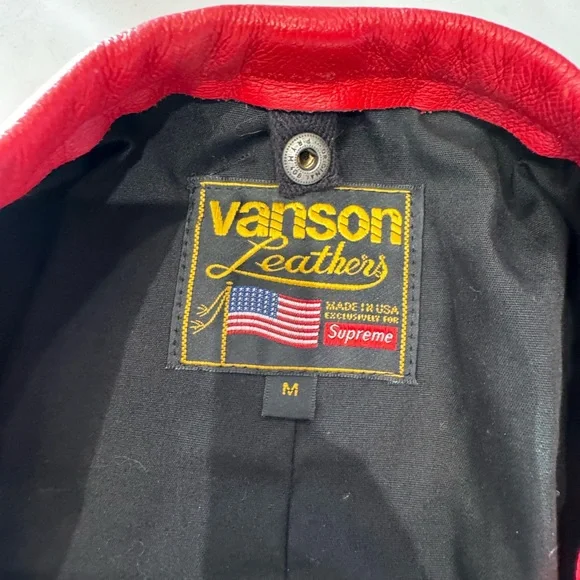 vanson
Leathers
MADE IN USA
EXCLUSIVELY FOR
Supreme
M